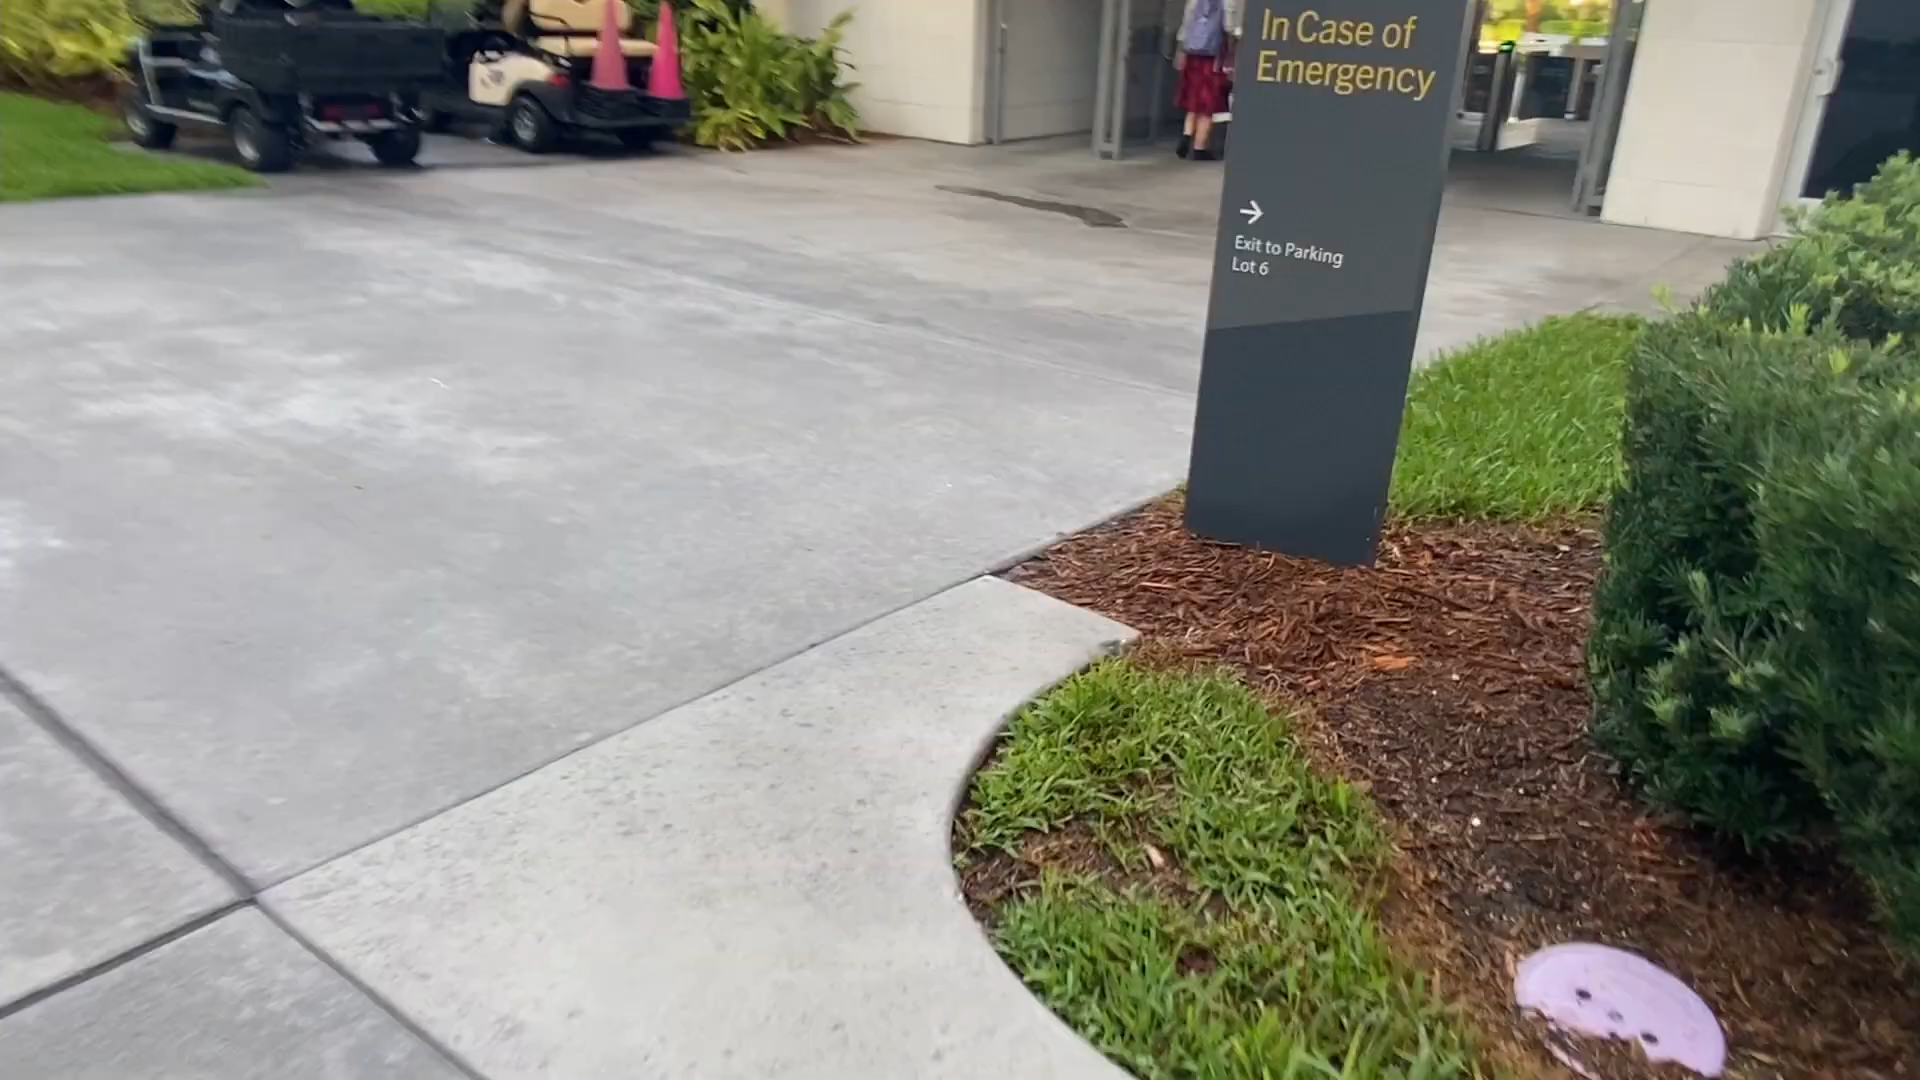 In Case of
Emergency
→
Exit to Parking
Lot 6